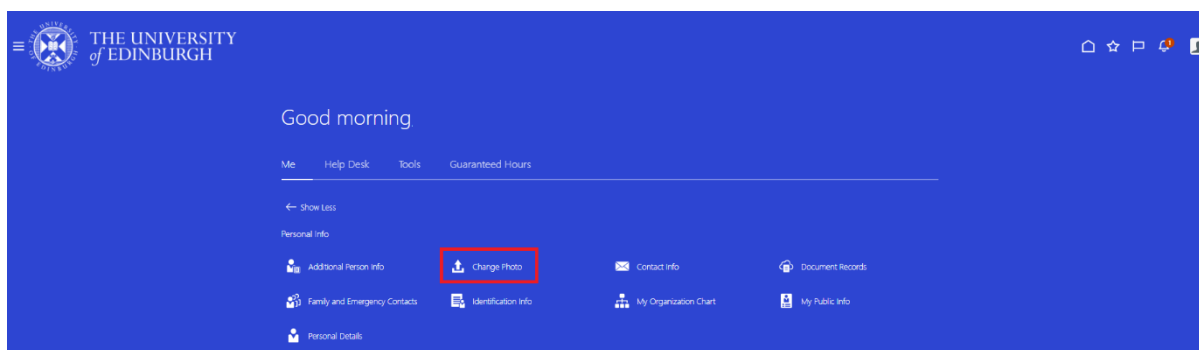 THE UNIVERSITY
of EDINBURGH
Good morning,
Me Help Desk Tools Guaranteed Hours
← Show Less
Personal Info
Additional Person Info Change Photo Contact Info Document Records
Family and Emergency Contacts Identification Info My Organization Chart My Public Info
Personal Details